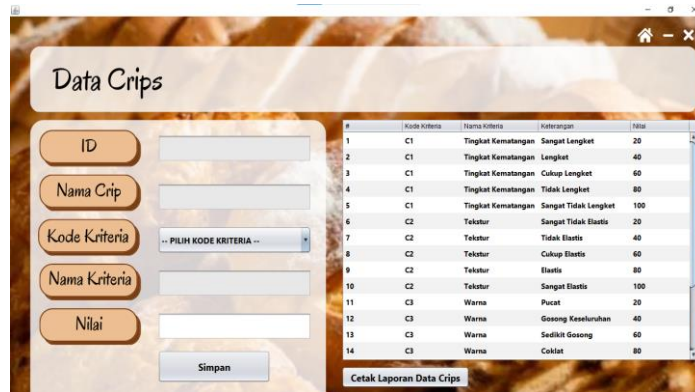 Data Crips
ID
Nama Crip
Kode Kriteria
-- PILIH KODE KRITERIA --
Nama Kriteria
Nilai
Simpan
# Kode Kriteria Nama Kriteria Keterangan Nilai
1 C1 Tingkat Kematangan Sangat Lengket 20
2 C1 Tingkat Kematangan Lengket 40
3 C1 Tingkat Kematangan Cukup Lengket 60
4 C1 Tingkat Kematangan Tidak Lengket 80
5 C1 Tingkat Kematangan Sangat Tidak Lengket 100
6 C2 Tekstur Sangat Tidak Elastis 20
7 C2 Tekstur Tidak Elastis 40
8 C2 Tekstur Cukup Elastis 60
9 C2 Tekstur Elastis 80
10 C2 Tekstur Sangat Elastis 100
11 C3 Warna Pucat 20
12 C3 Warna Gosong Keseluruhan 40
13 C3 Warna Sedikit Gosong 60
14 C3 Warna Coklat 80
Cetak Laporan Data Crips